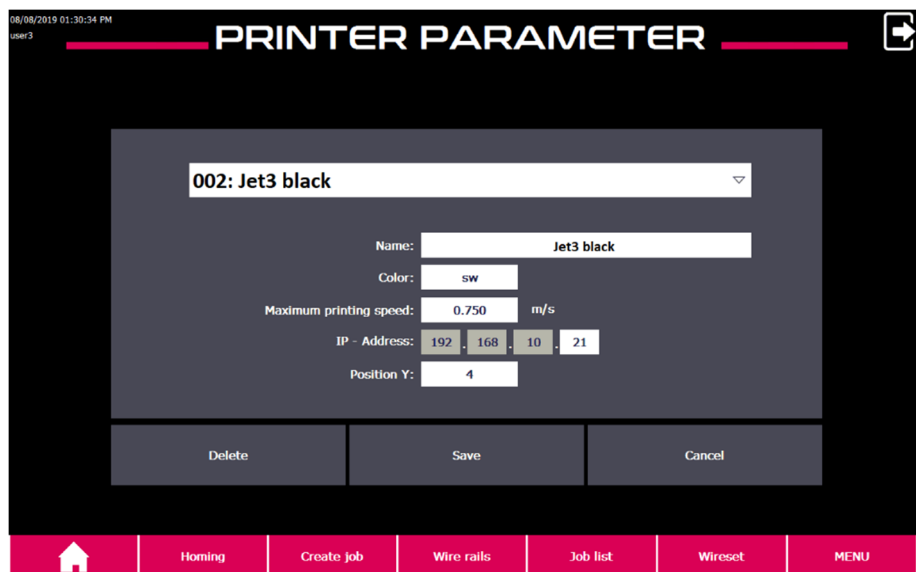 08/08/2019 01:30:34 PM
user3
PRINTER PARAMETER
002: Jet3 black
Name: Jet3 black
Color: sw
Maximum printing speed: 0.750 m/s
IP - Address: 192 . 168 . 10 . 21
Position Y: 4
Delete Save Cancel
Homing Create job Wire rails Job list Wireset MENU